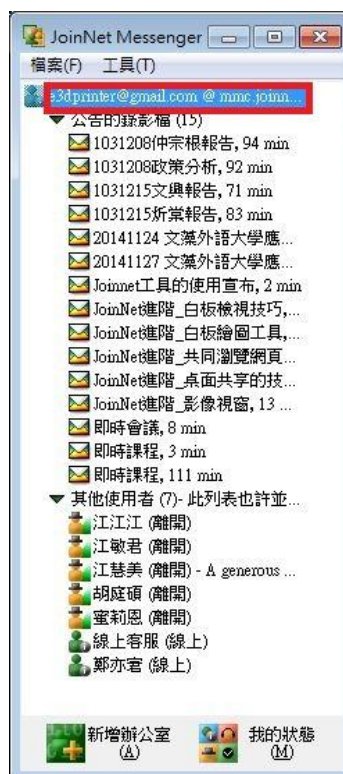 JoinNet Messenger
檔案(F) 工具(T)
e3dprinter@gmail.com @ mmc.joinn...
公告的錄影檔 (15)
1031208仲宗根報告, 94 min
1031208政策分析, 92 min
1031215文興報告, 71 min
1031215炘棠報告, 83 min
20141124 文藻外語大學應...
20141127 文藻外語大學應...
Joinnet工具的使用宣布, 2 min
JoinNet進階_白板檢視技巧,...
JoinNet進階_白板繪圖工具,...
JoinNet進階_共同瀏覽網頁...
JoinNet進階_桌面共享的技...
JoinNet進階_影像視窗, 13 ...
即時會議, 8 min
即時課程, 3 min
即時課程, 111 min
其他使用者 (7)- 此列表也許並...
江江江 (離開)
江敏君 (離開)
江慧美 (離開) - A generous ...
胡庭碩 (離開)
蜜莉恩 (離開)
線上客服 (線上)
鄭亦宭 (線上)
新增辦公室 我的狀態
(A) (M)